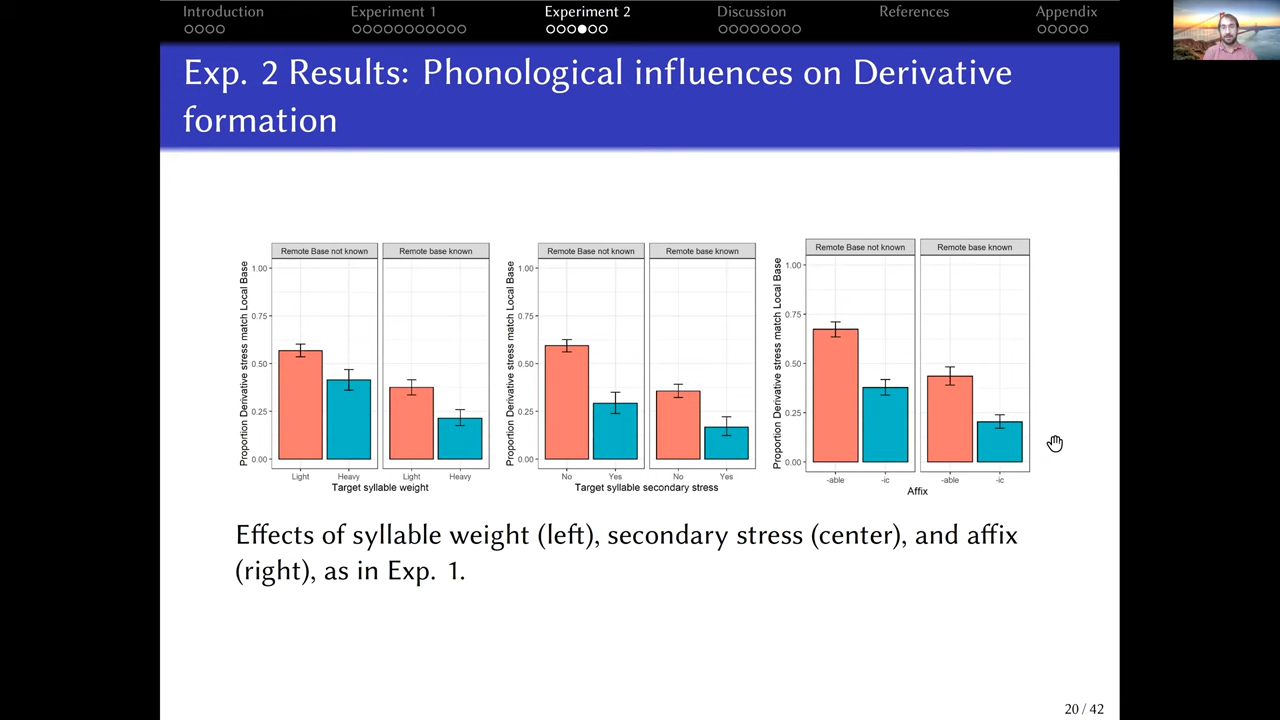 Introduction Experiment 1 Experiment 2 Discussion References Appendix
Exp. 2 Results: Phonological influences on Derivative
formation
Remote Base not known Remote base known
Proportion Derivative stress match Local Base
1.00
0.75
0.50
0.25
0.00
Light Heavy Light Heavy
Target syllable weight
Remote Base not known Remote base known
Proportion Derivative stress match Local Base
1.00
0.75
0.50
0.25
0.00
No Yes No Yes
Target syllable secondary stress
Remote Base not known Remote base known
Proportion Derivative stress match Local Base
1.00
0.75
0.50
0.25
0.00
-able -ic -able -ic
Affix
Effects of syllable weight (left), secondary stress (center), and affix
(right), as in Exp. 1.
20 / 42